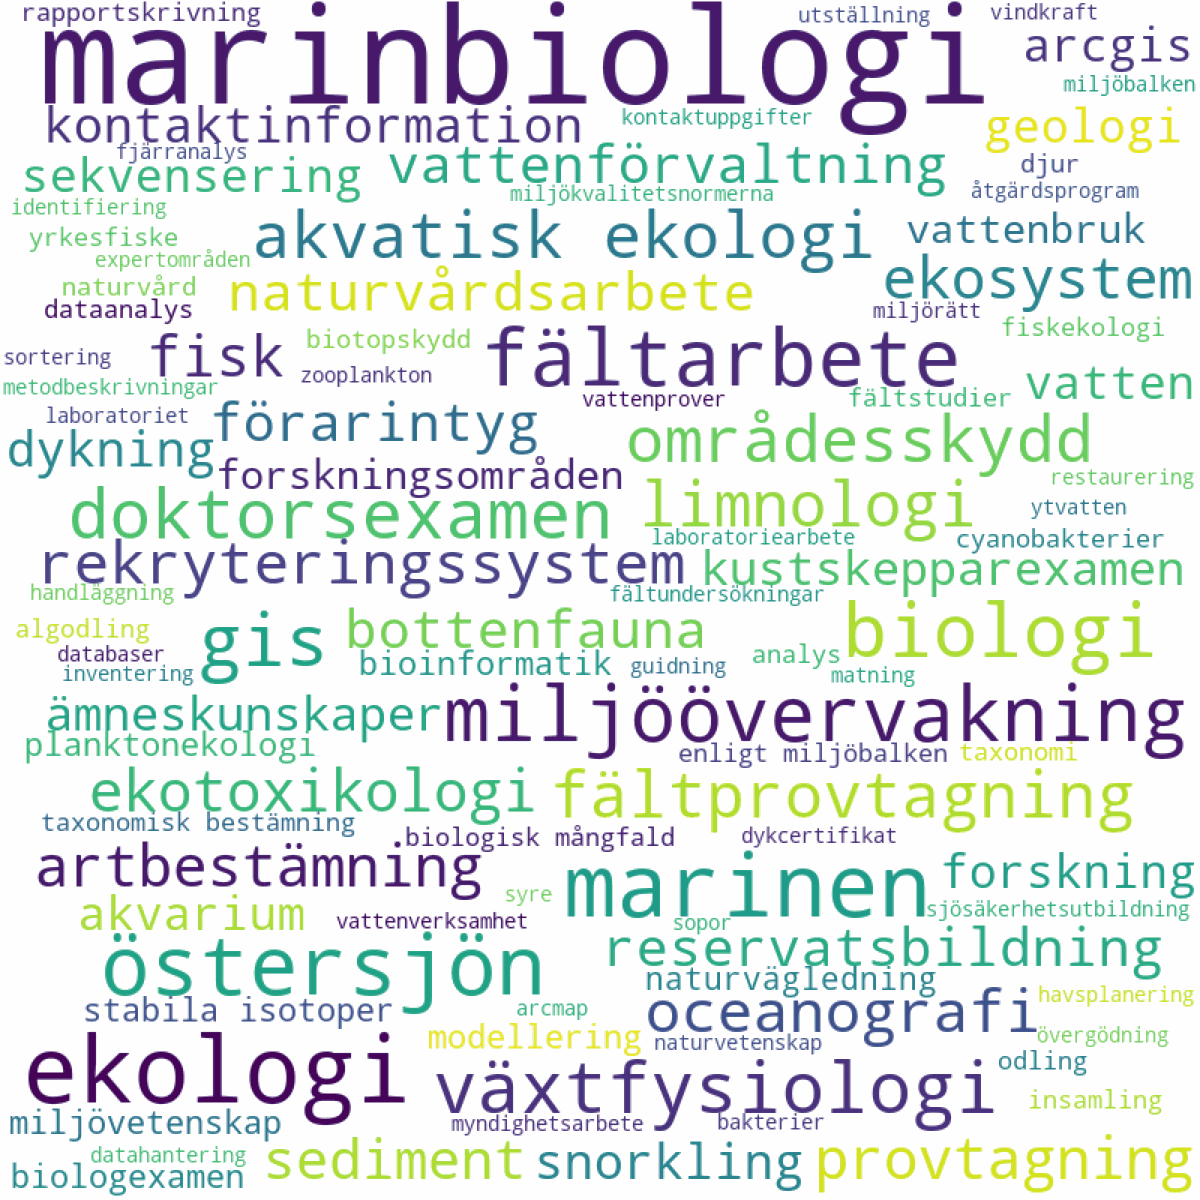 rapportskrivning
utställning
vindkraft
marinbiologi
arcgis
miljöbalken
kontaktinformation
kontaktuppgifter
geologi
fjärranalys
sekvensering
vattenförvaltning
djur
miljökvalitetsnormerna
åtgärdsprogram
identifiering
yrkesfiske
akvatisk ekologi
vattenbruk
expertområden
naturvård
naturvårdsarbete
ekosystem
dataanalys
miljörätt
fiskekologi
sortering
fisk
biotopskydd
fältarbete
zooplankton
metodbeskrivningar
vattenprover
fältstudier
vatten
laboratoriet
förarintyg
dykning
områdesskydd
forskningsområden
restaurering
doktorsexamen
limnologi
ytvatten
laboratoriearbete
cyanobakterier
rekryteringssystem
kustskepparexamen
handläggning
fältundersökningar
algodling
gis
bottenfauna
biologi
databaser
inventering
bioinformatik
guidning
analys
matning
ämneskunskaper
miljöövervakning
planktonekologi
enligt miljöbalken
taxonomi
ekotoxikologi
fältprovtagning
taxonomisk bestämning
biologisk mångfald
dykcertifikat
artbestämning
marinen
forskning
syre
akvarium
vattenverksamhet
sopor
sjösäkerhetsutbildning
östersjön
reservatsbildning
naturvägledning
stabila isotoper
arcmap
oceanografi
havsplanering
modellering
naturvetenskap
övergödning
ekologi
växtfysiologi
odling
insamling
miljövetenskap
myndighetsarbete
bakterier
datahantering
biologexamen
sediment
snorkling
provtagning